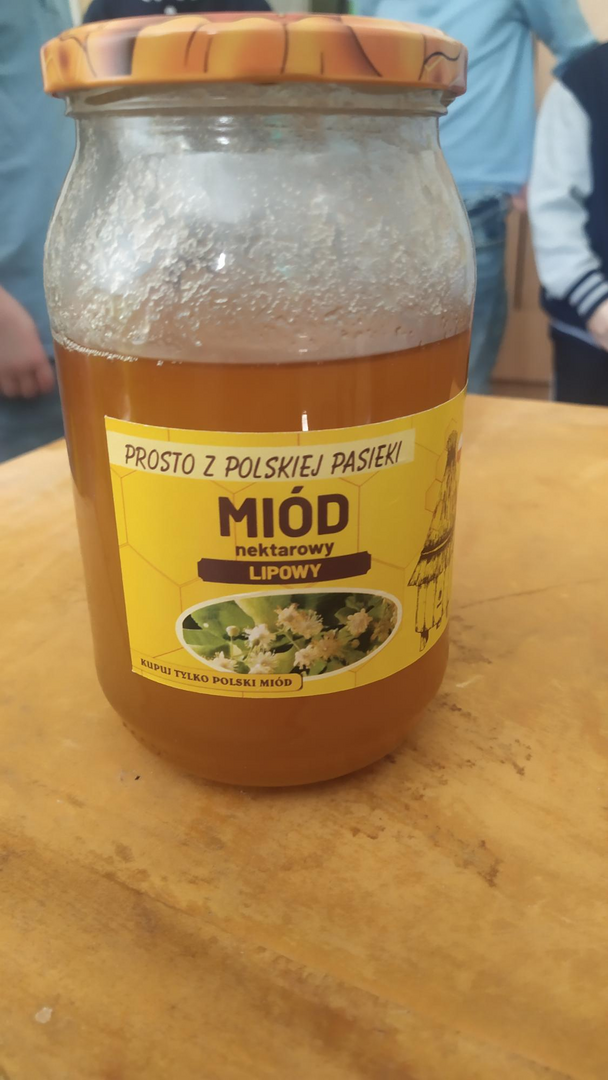 PROSTO Z POLSKIEJ PASIEKI
MIÓD
nektarowy
LIPOWY
KUPUJ TYLKO POLSKI MIÓD